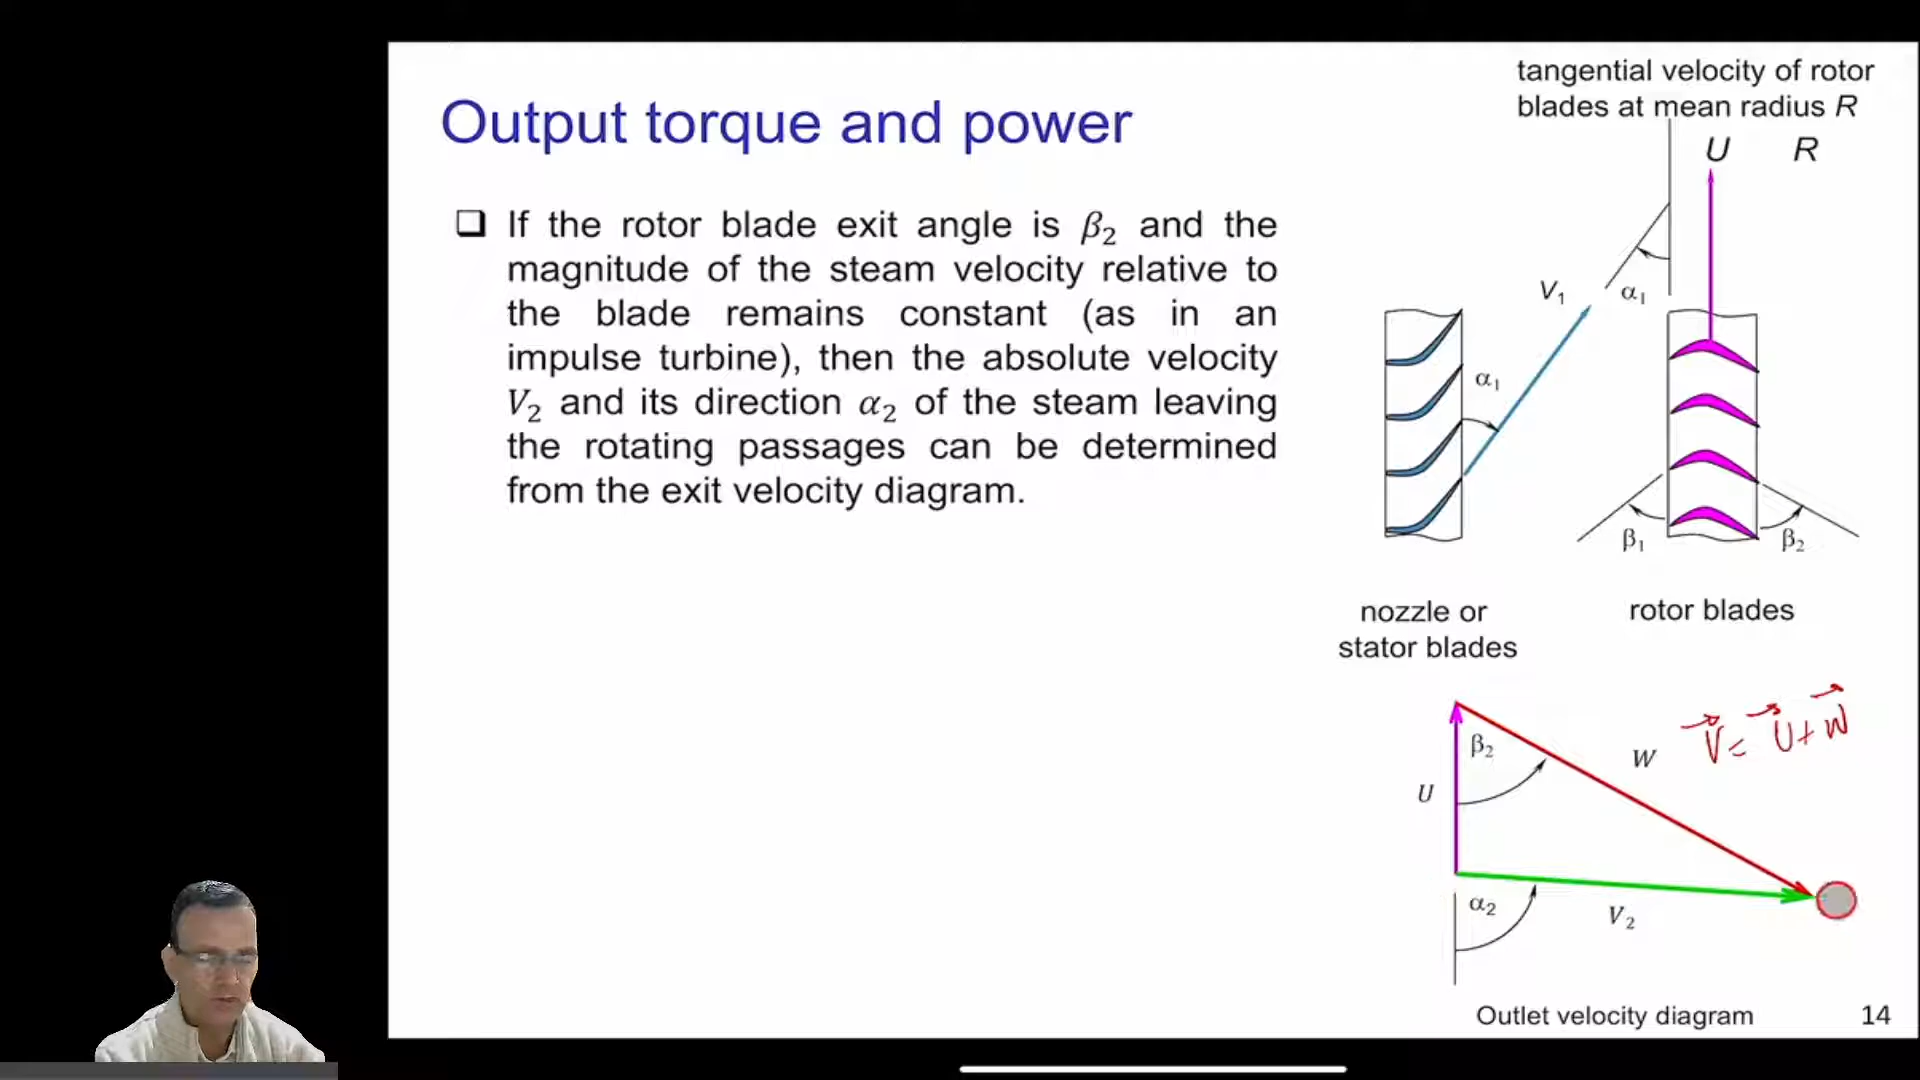 Output torque and power
❑ If the rotor blade exit angle is β₂ and the
magnitude of the steam velocity relative to
the blade remains constant (as in an
impulse turbine), then the absolute velocity
V₂ and its direction α₂ of the steam leaving
the rotating passages can be determined
from the exit velocity diagram.
tangential velocity of rotor
blades at mean radius R
U R
V₁ α₁
α₁
β₁ β₂
nozzle or
stator blades
rotor blades
β₂
W
V⃗ = U⃗ + W⃗
U
α₂
V₂
Outlet velocity diagram
14